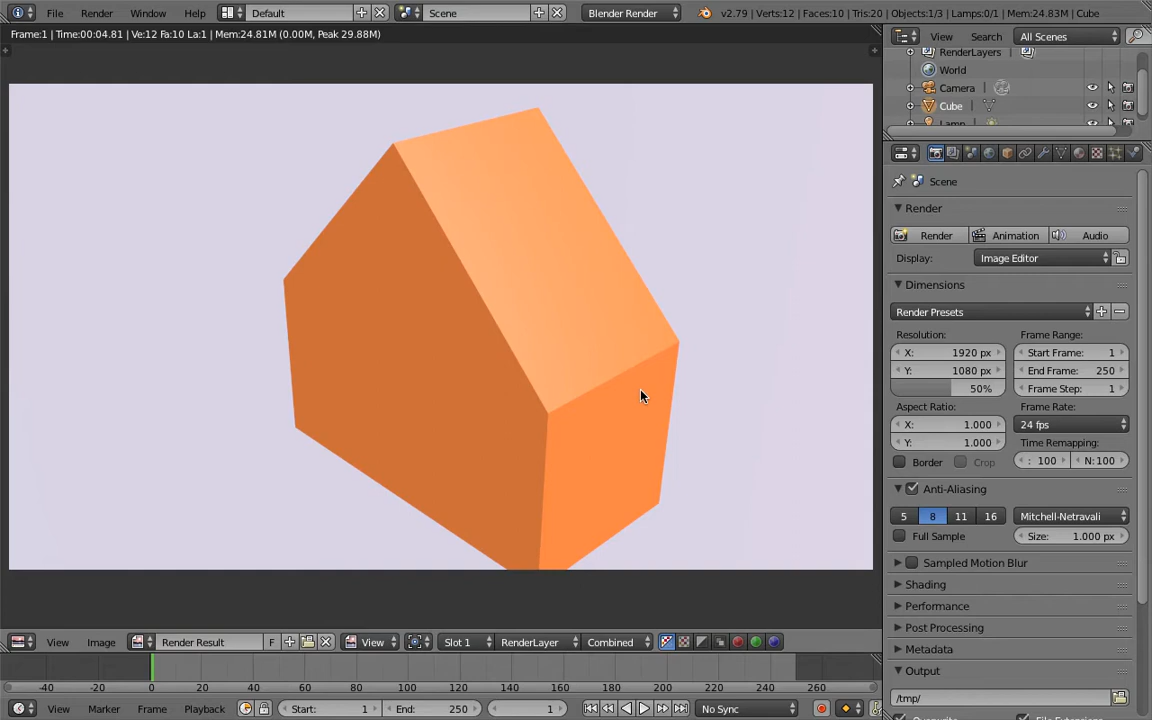 File Render Window Help Default Scene Blender Render v2.79 | Verts:12 | Faces:10 | Tris:20 | Objects:1/3 | Lamps:0/1 | Mem:24.83M | Cube
Frame:1 | Time:00:04.81 | Ve:12 Fa:10 La:1 | Mem:24.81M (0.00M, Peak 29.88M)
View Search All Scenes
RenderLayers
World
Camera
Cube
Lamp
Scene
Render
Render Animation Audio
Display: Image Editor
Dimensions
Render Presets
Resolution: Frame Range:
X: 1920 px Start Frame: 1
Y: 1080 px End Frame: 250
50% Frame Step: 1
Aspect Ratio: Frame Rate:
X: 1.000 24 fps
Y: 1.000 Time Remapping:
Border Crop : 100 N:100
Anti-Aliasing
5 8 11 16 Mitchell-Netravali
Full Sample Size: 1.000 px
Sampled Motion Blur
Shading
Performance
Post Processing
Metadata
Output
/tmp/
Overwrite File Extensions
View Image Render Result F View Slot 1 RenderLayer Combined
-40 -20 0 20 40 60 80 100 120 140 160 180 200 220 240 260
View Marker Frame Playback Start: 1 End: 250 1 No Sync